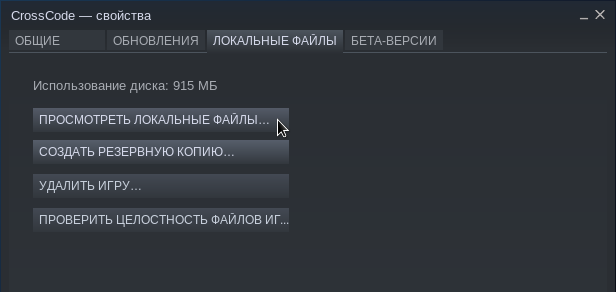 CrossCode — свойства
ОБЩИЕ ОБНОВЛЕНИЯ ЛОКАЛЬНЫЕ ФАЙЛЫ БЕТА-ВЕРСИИ
Использование диска: 915 МБ
ПРОСМОТРЕТЬ ЛОКАЛЬНЫЕ ФАЙЛЫ...
СОЗДАТЬ РЕЗЕРВНУЮ КОПИЮ...
УДАЛИТЬ ИГРУ...
ПРОВЕРИТЬ ЦЕЛОСТНОСТЬ ФАЙЛОВ ИГ...